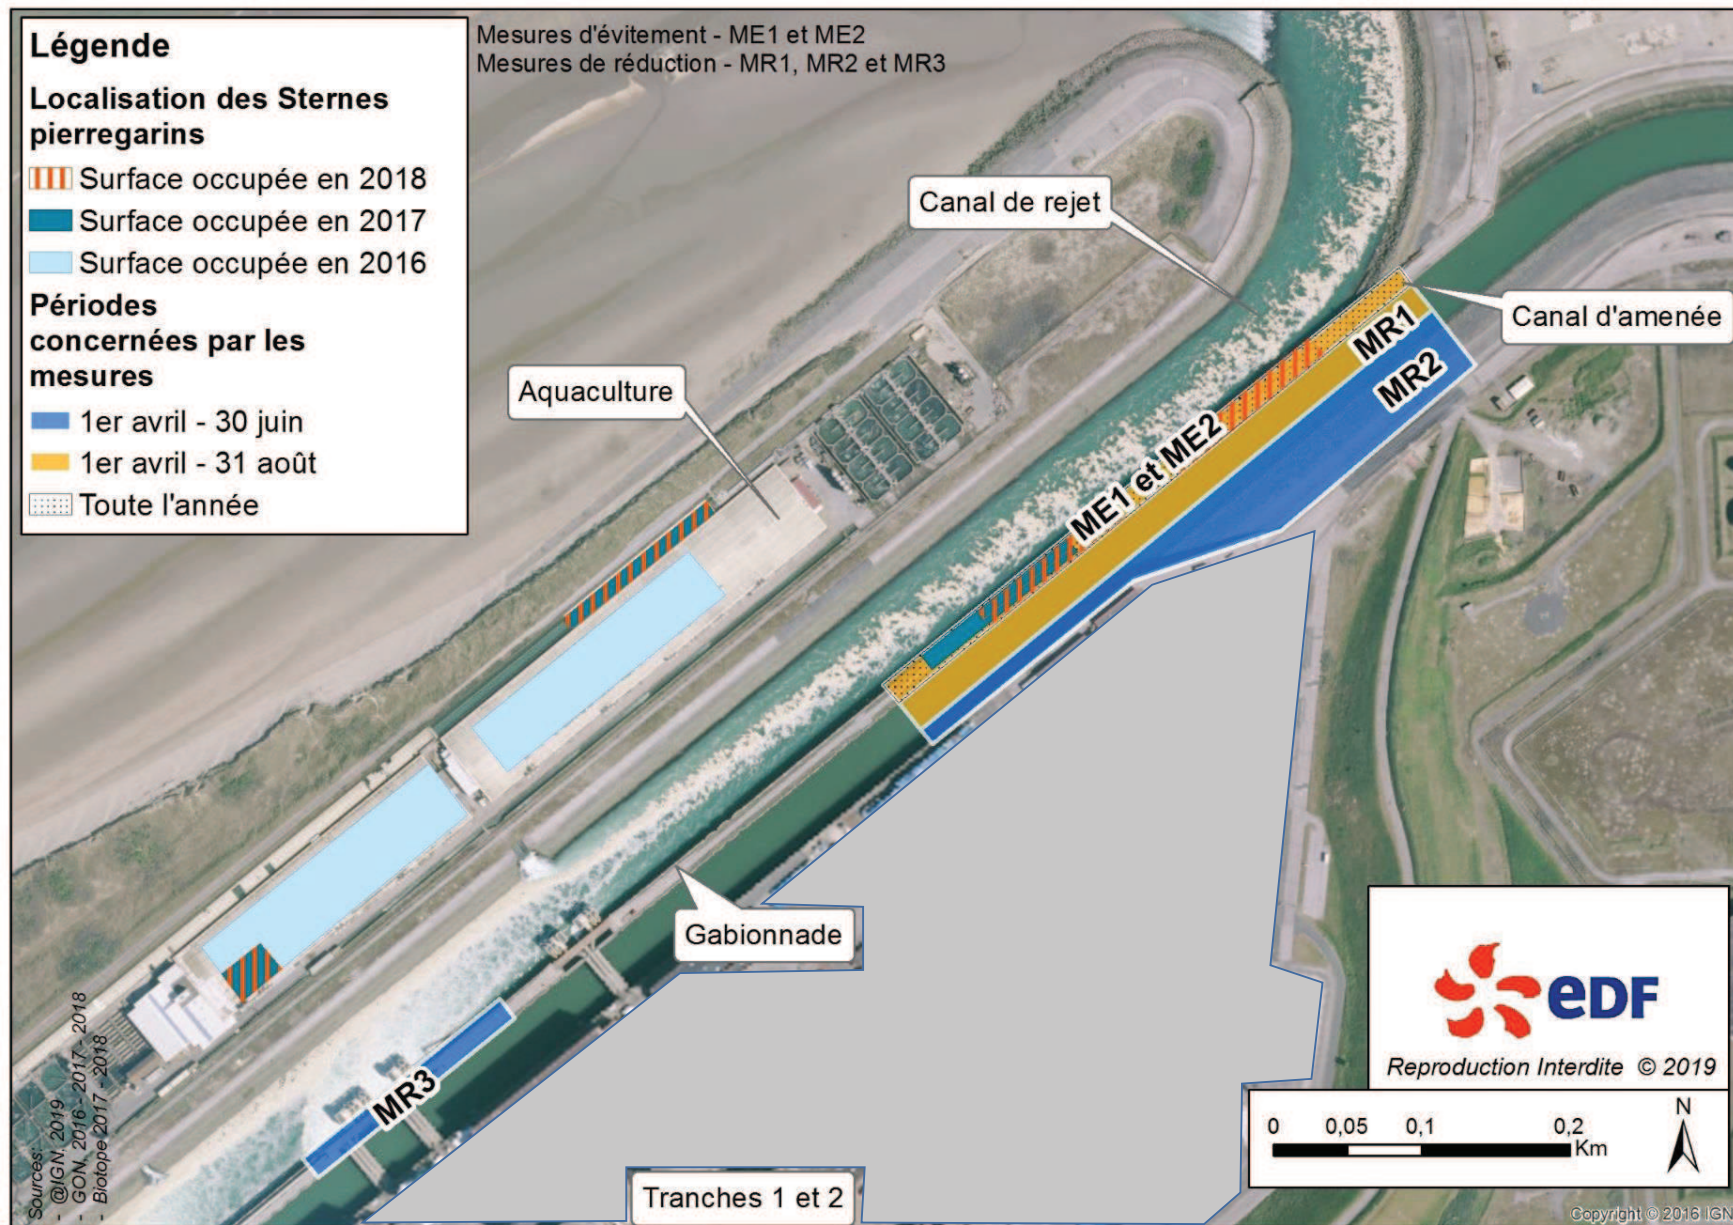 Légende
Localisation des Sternes
pierregarins
Surface occupée en 2018
Surface occupée en 2017
Surface occupée en 2016
Périodes
concernées par les
mesures
1er avril - 30 juin
1er avril - 31 août
Toute l'année
Mesures d'évitement - ME1 et ME2
Mesures de réduction - MR1, MR2 et MR3
Canal de rejet
Canal d'amenée
MR1
MR2
Aquaculture
ME1 et ME2
Gabionnade
MR3
Tranches 1 et 2
eDF
Reproduction Interdite © 2019
0 0,05 0,1 0,2
Km
N
Sources:
- @IGN, 2019
- GON, 2016 - 2017 - 2018
- Biotope 2017 - 2018
Copyright © 2016 IGN